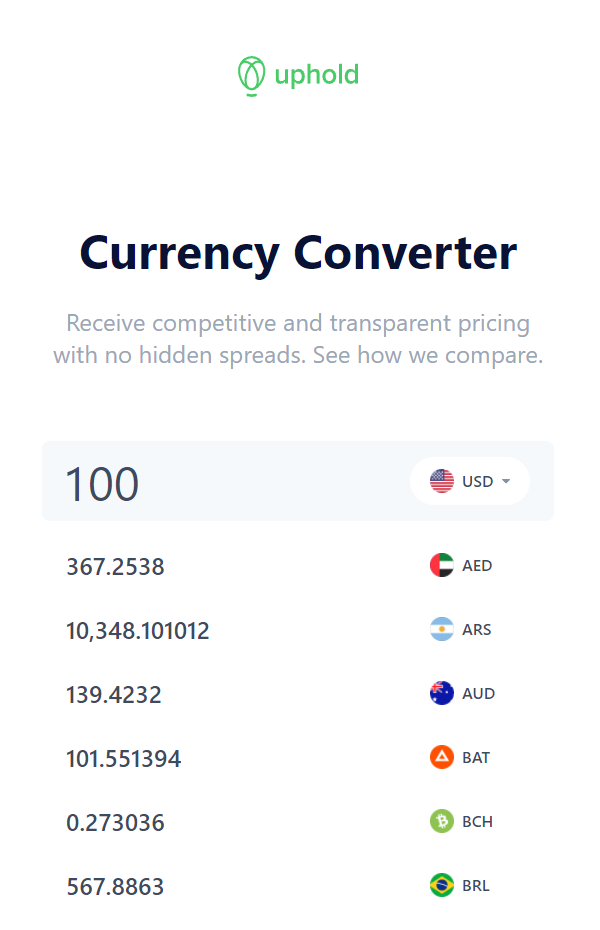 uphold
Currency Converter
Receive competitive and transparent pricing
with no hidden spreads. See how we compare.
100 USD
367.2538 AED
10,348.101012 ARS
139.4232 AUD
101.551394 BAT
0.273036 BCH
567.8863 BRL